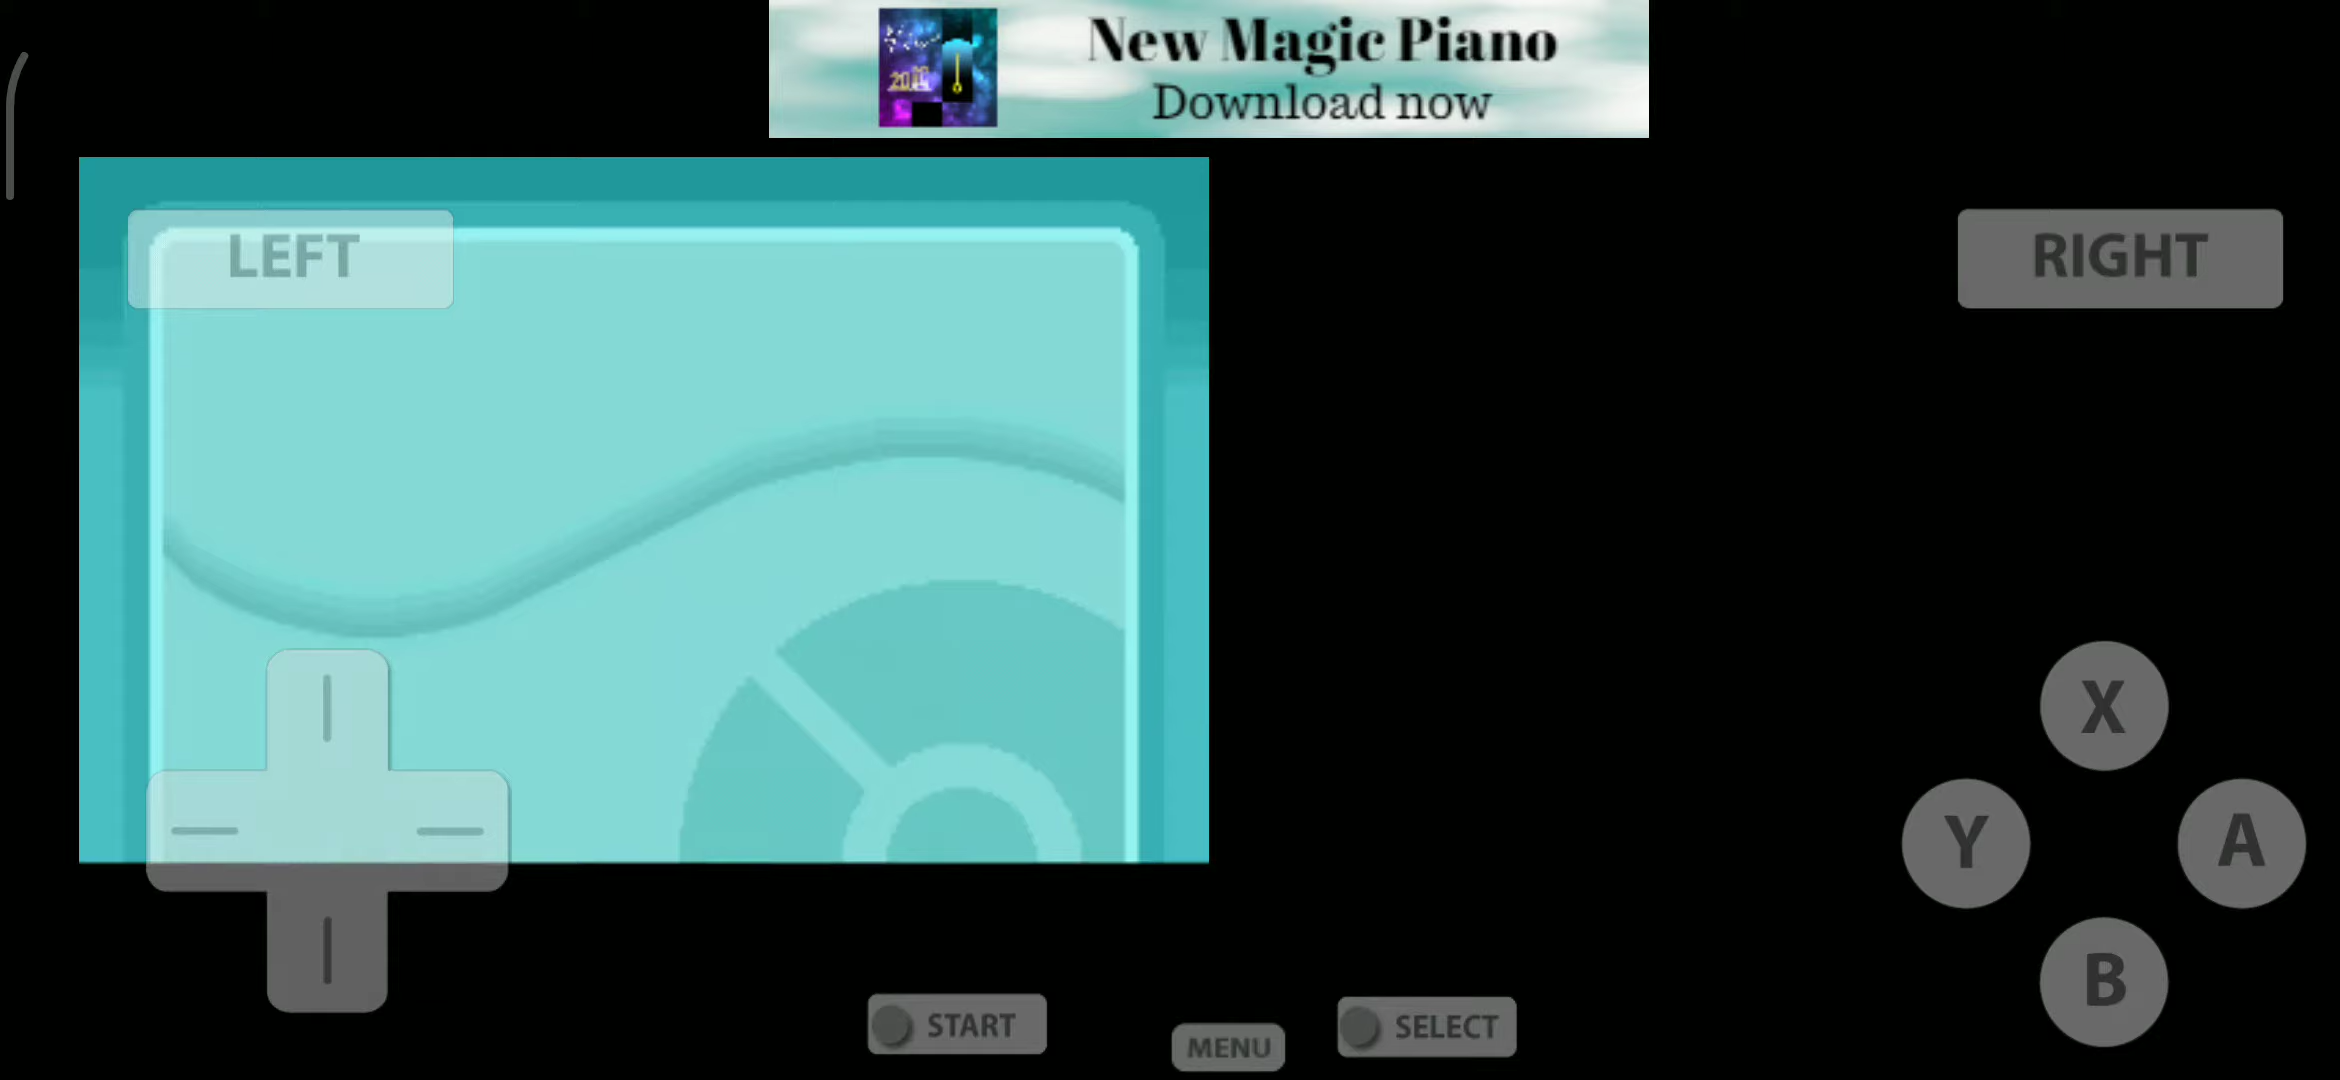 New Magic Piano
Download now
LEFT
RIGHT
X
Y
A
B
START
SELECT
MENU